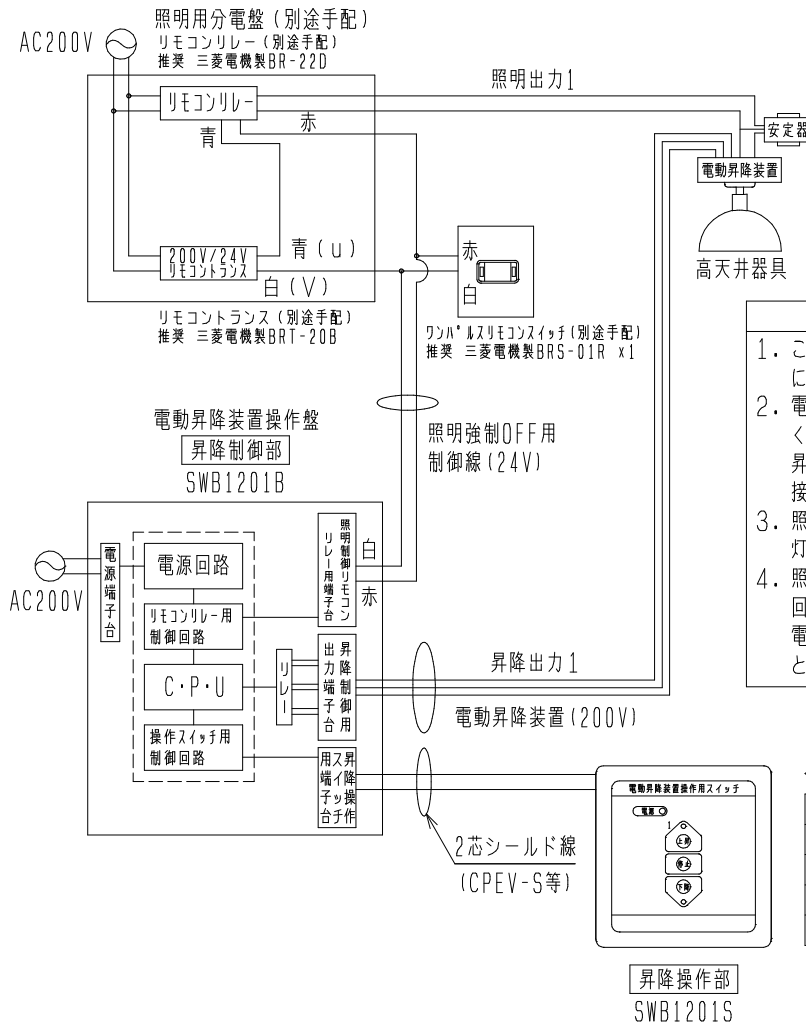 照明用分電盤(別途手配)
AC200V
リモコンリレー(別途手配)
推奨 三菱電機製BR-22D
照明出力1
リモコンリレー
赤
青
安定器
電動昇降装置
高天井器具
200V/24V
リモコントランス
青(u)
白(V)
赤
白
リモコントランス(別途手配)
推奨 三菱電機製BRT-20B
ワンパルスリモコンスイッチ(別途手配)
推奨 三菱電機製BRS-01R x1
1. こ
に
2. 電
く
昇
接
3. 照
灯
4. 照
回
電
と
照明強制OFF用
制御線(24V)
電動昇降装置操作盤
昇降制御部
SWB1201B
AC200V
電源端子台
電源回路
リモコンリレー用
制御回路
C・P・U
操作スイッチ用
制御回路
リレー
照明制御リモコン
リレー用端子台
白
赤
昇降制御用
出力端子台
昇降操作
スイッチ
用端子台
昇降出力1
電動昇降装置(200V)
2芯シールド線
(CPEV-S等)
電動昇降装置操作用スイッチ
電源
1
上昇
停止
下降
昇降操作部
SWB1201S